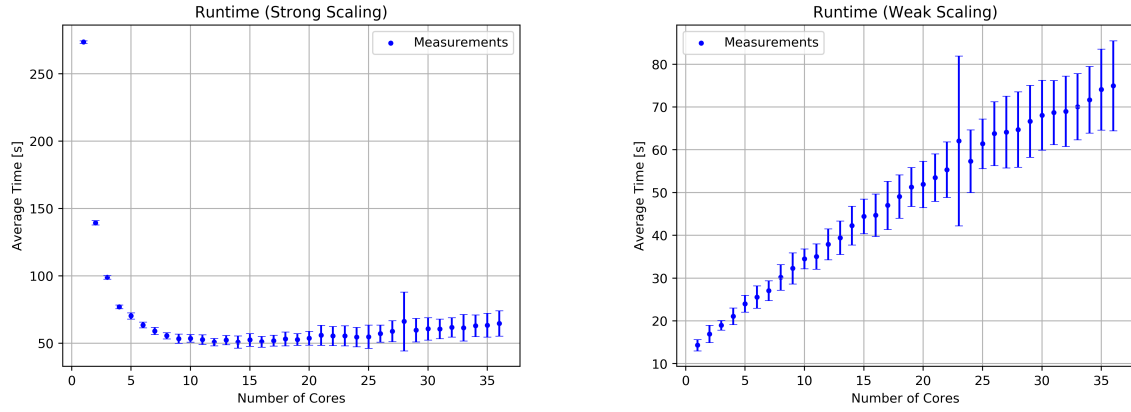 Runtime (Strong Scaling)
Measurements
Average Time [s]
250
200
150
100
50
0 5 10 15 20 25 30 35
Number of Cores
Runtime (Weak Scaling)
Measurements
Average Time [s]
80
70
60
50
40
30
20
10
0 5 10 15 20 25 30 35
Number of Cores